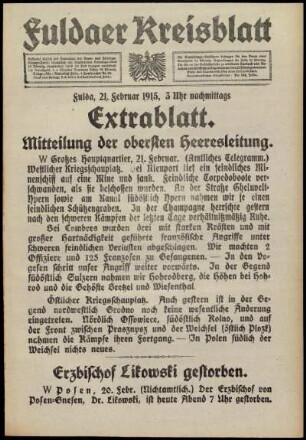 Fuldaer Kreisblatt
Fulda, 21. Februar 1915, 3 Uhr nachmittags
Extrablatt.
Mitteilung der obersten Heeresleitung.
W Großes Hauptquartier, 21. Februar. (Amtliches Telegramm.)
Westlicher Kriegsschauplatz. Bei Nieuport lief ein feindliches Mi-
nenschiff auf eine Mine und sank. Feindliche Torpedobote ver-
schwanden, als sie beschossen wurden. An der Straße Gheluwelt-
Ypern sowie am Kanal südöstlich Ypern nahmen wir je einen
feindlichen Schützengraben. In der Champagne herrschte gestern
nach den schweren Kämpfen der letzten Tage verhältnismäßig Ruhe.
Bei Combres wurden drei mit starken Kräften und mit
großer Hartnäckigkeit geführte französische Angriffe unter
schweren feindlichen Verlusten abgeschlagen. Wir machten 2
Offiziere und 125 Franzosen zu Gefangenen. — In den Vo-
gesen schritt unser Angriff weiter vorwärts. In der Gegend
südöstlich Sulzern nahmen wir Hohrodberg, die Höhen bei Hoh-
rod und die Gehöfte Bretzel und Wiesenthal
Östlicher Kriegsschauplatz. Auch gestern ist in der Ge-
gend nordwestlich Grodno noch keine wesentliche Änderung
eingetreten. Nördlich Ossowiec, südöstlich Kolno, und auf
der Front zwischen Prasznysz und der Weichsel (östlich Plozk)
nahmen die Kämpfe ihren Fortgang. — In Polen südlich der
Weichsel nichts neues.
Erzbischof Likowski gestorben.
W Posen, 20. Febr. (Nichtamtlich.) Der Erzbischof von
Posen-Gnesen, Dr. Likowski, ist heute Abend 7 Uhr gestorben.